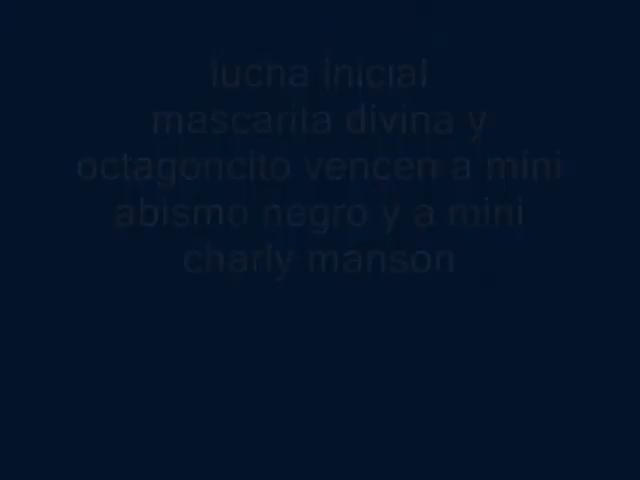 lucha inicial
mascarita divina y
octagoncito vencen a mini
abismo negro y a mini
charly manson